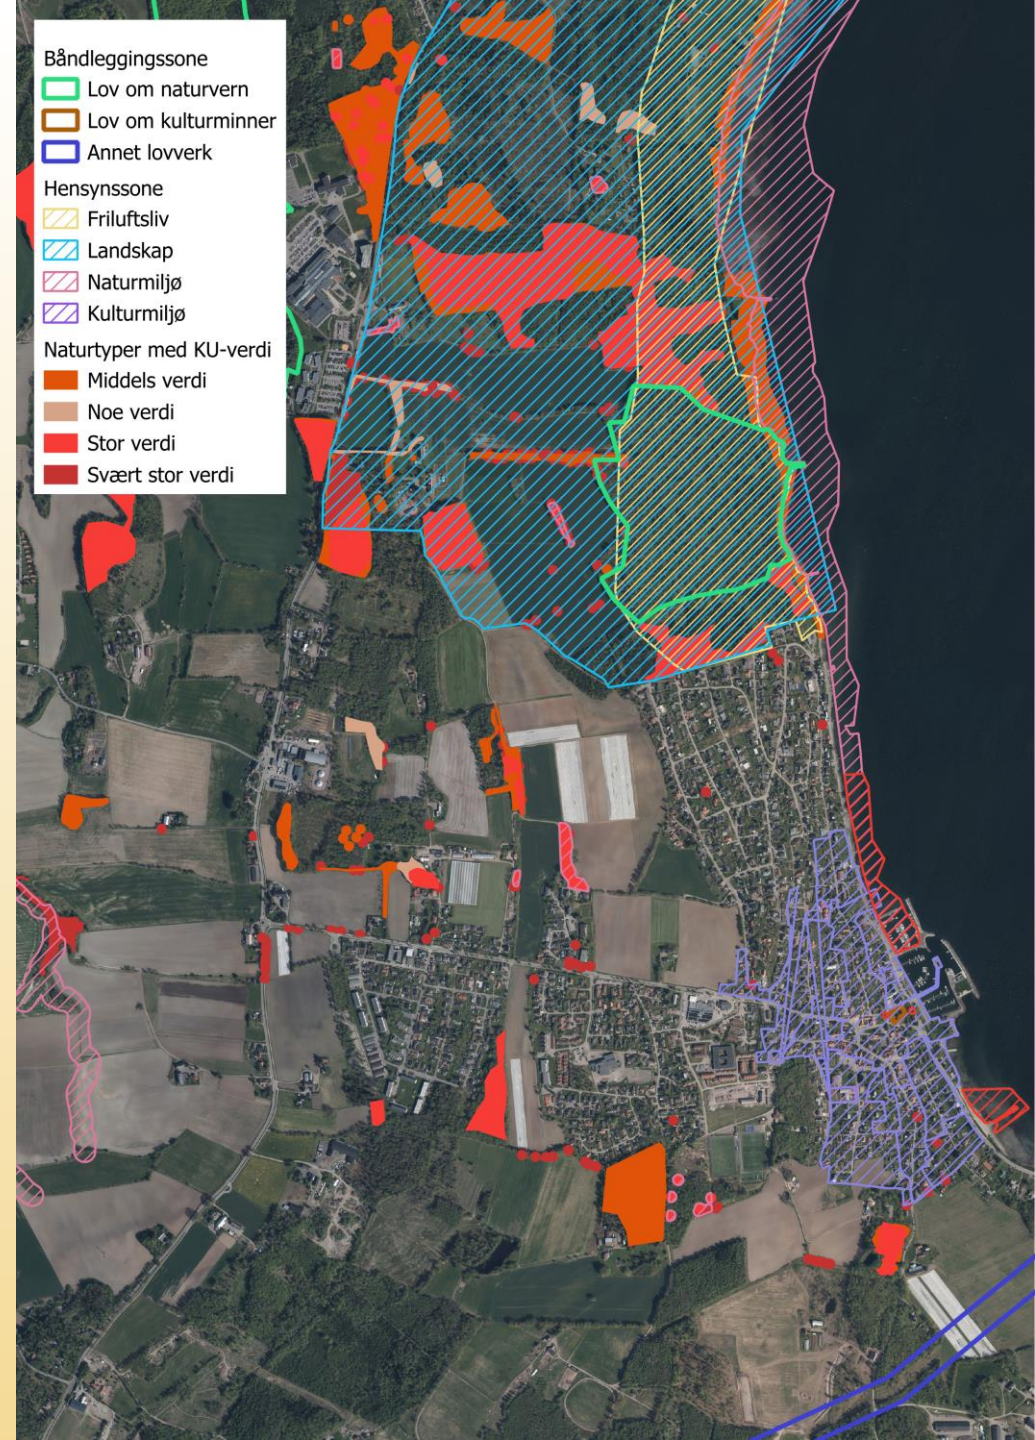 Båndleggingssone
Lov om naturvern
Lov om kulturminner
Annet lovverk
Hensynssone
Friluftsliv
Landskap
Naturmiljø
Kulturmiljø
Naturtyper med KU-verdi
Middels verdi
Noe verdi
Stor verdi
Svært stor verdi